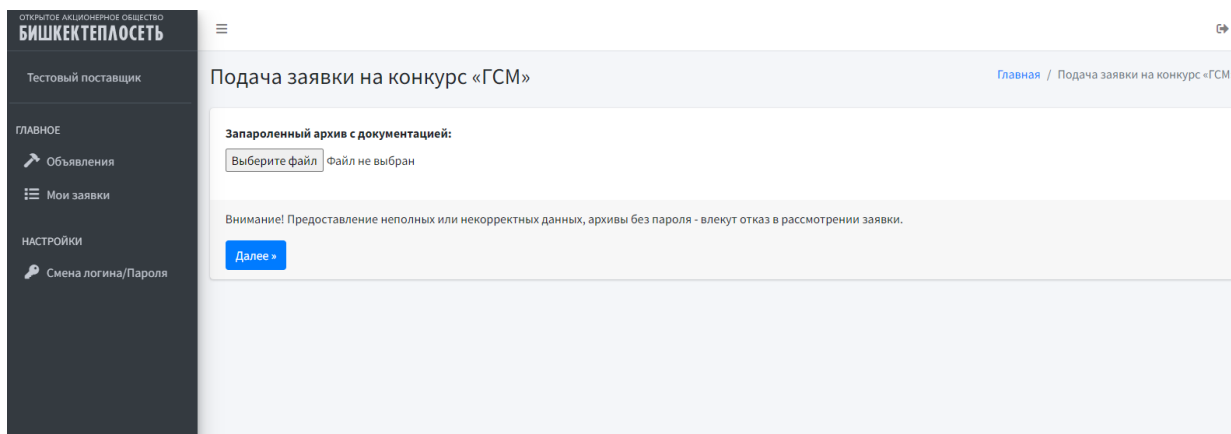 ОТКРЫТОЕ АКЦИОНЕРНОЕ ОБЩЕСТВО
БИШКЕКТЕПЛОСЕТЬ
Тестовый поставщик
ГЛАВНОЕ
Объявления
Мои заявки
НАСТРОЙКИ
Смена логина/Пароля
Подача заявки на конкурс «ГСМ»
Главная / Подача заявки на конкурс «ГСМ
Запароленный архив с документацией:
Выберите файл Файл не выбран
Внимание! Предоставление неполных или некорректных данных, архивы без пароля - влекут отказ в рассмотрении заявки.
Далее »